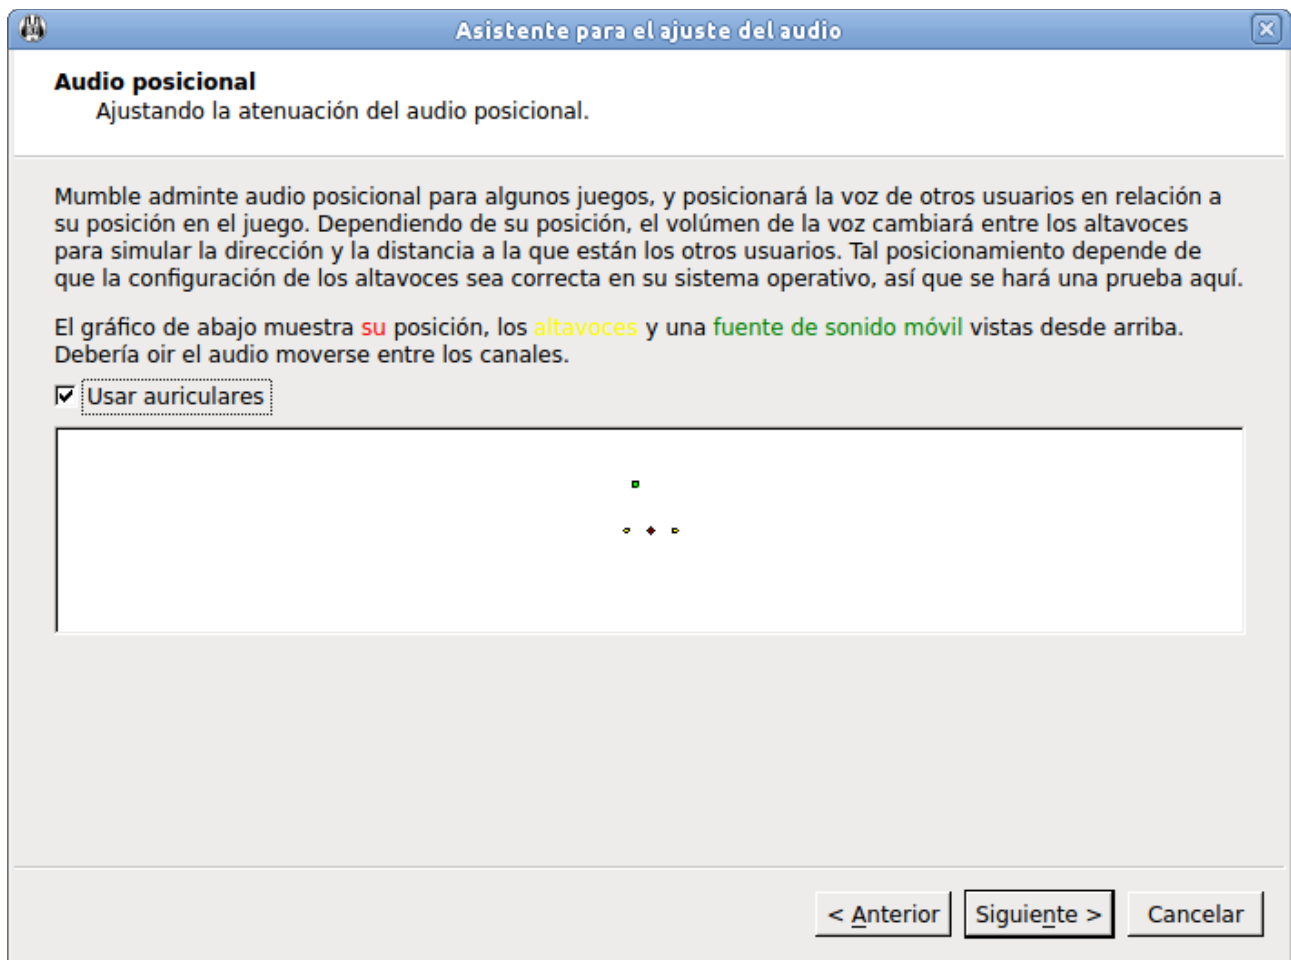 Asistente para el ajuste del audio
Audio posicional
Ajustando la atenuación del audio posicional.
Mumble adminte audio posicional para algunos juegos, y posicionará la voz de otros usuarios en relación a
su posición en el juego. Dependiendo de su posición, el volúmen de la voz cambiará entre los altavoces
para simular la dirección y la distancia a la que están los otros usuarios. Tal posicionamiento depende de
que la configuración de los altavoces sea correcta en su sistema operativo, así que se hará una prueba aquí.
El gráfico de abajo muestra su posición, los altavoces y una fuente de sonido móvil vistas desde arriba.
Debería oir el audio moverse entre los canales.
Usar auriculares
< Anterior
Siguiente >
Cancelar